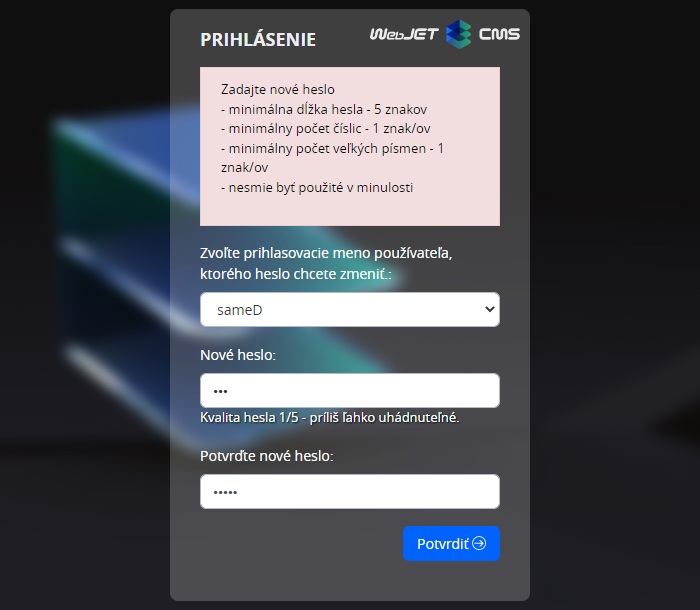 PRIHLÁSENIE
WebJET CMS
Zadajte nové heslo
- minimálna dĺžka hesla - 5 znakov
- minimálny počet číslic - 1 znak/ov
- minimálny počet veľkých písmen - 1
znak/ov
- nesmie byť použité v minulosti
Zvoľte prihlasovacie meno používateľa,
ktorého heslo chcete zmeniť.:
sameD
Nové heslo:
•••
Kvalita hesla 1/5 - príliš ľahko uhádnuteľné.
Potvrďte nové heslo:
•••••
Potvrdiť